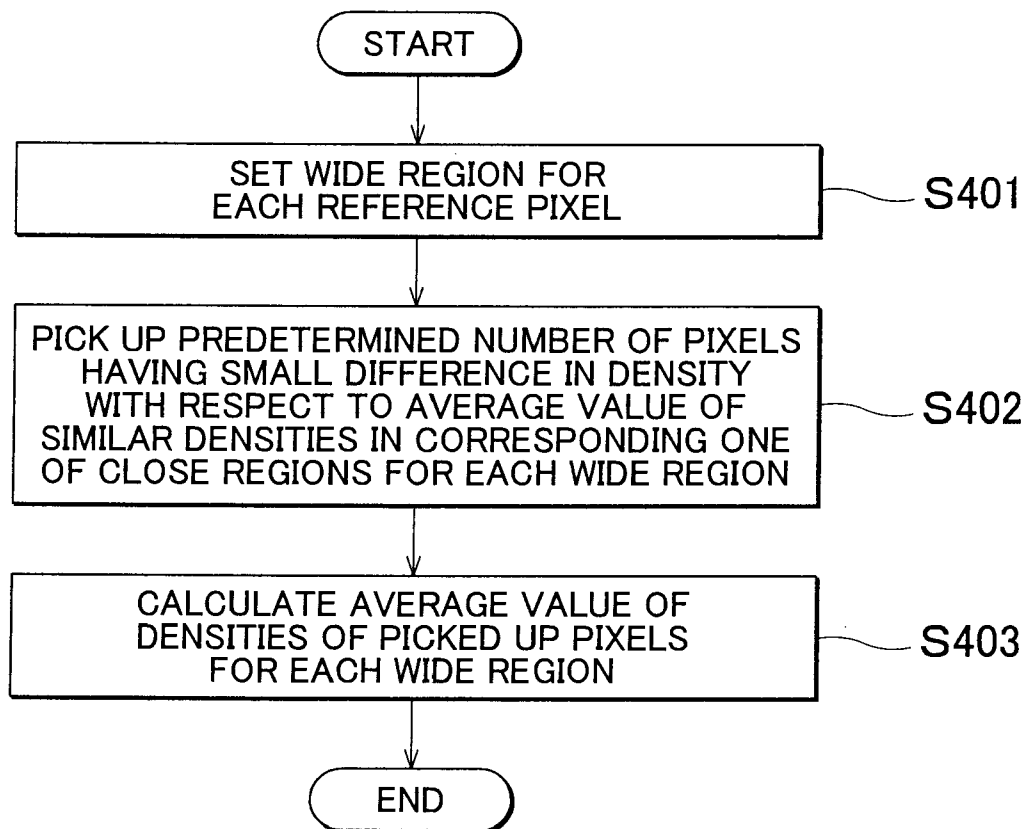 START
SET WIDE REGION FOR
EACH REFERENCE PIXEL
S401
PICK UP PREDETERMINED NUMBER OF PIXELS
HAVING SMALL DIFFERENCE IN DENSITY
WITH RESPECT TO AVERAGE VALUE OF
SIMILAR DENSITIES IN CORRESPONDING ONE
OF CLOSE REGIONS FOR EACH WIDE REGION
S402
CALCULATE AVERAGE VALUE OF
DENSITIES OF PICKED UP PIXELS
FOR EACH WIDE REGION
S403
END